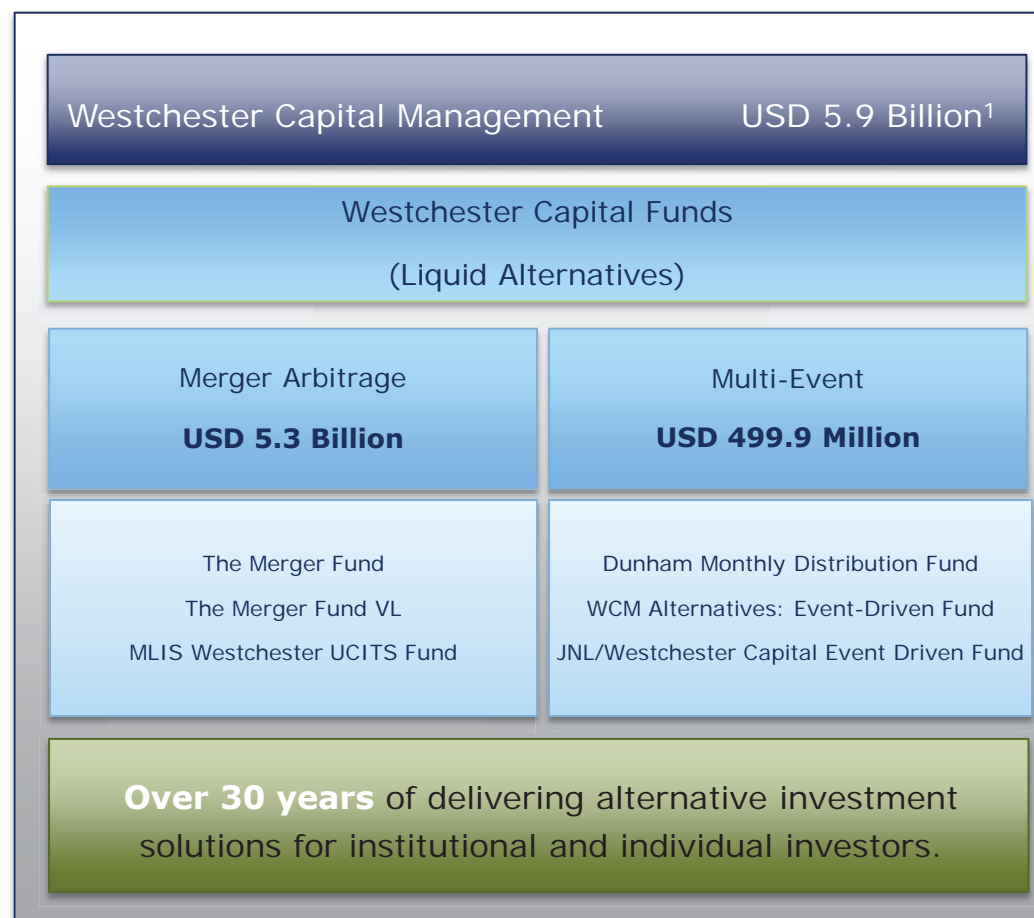 Westchester Capital Management USD 5.9 Billion¹
Westchester Capital Funds
(Liquid Alternatives)
Merger Arbitrage
USD 5.3 Billion
Multi-Event
USD 499.9 Million
The Merger Fund
The Merger Fund VL
MLIS Westchester UCITS Fund
Dunham Monthly Distribution Fund
WCM Alternatives: Event-Driven Fund
JNL/Westchester Capital Event Driven Fund
Over 30 years of delivering alternative investment
solutions for institutional and individual investors.